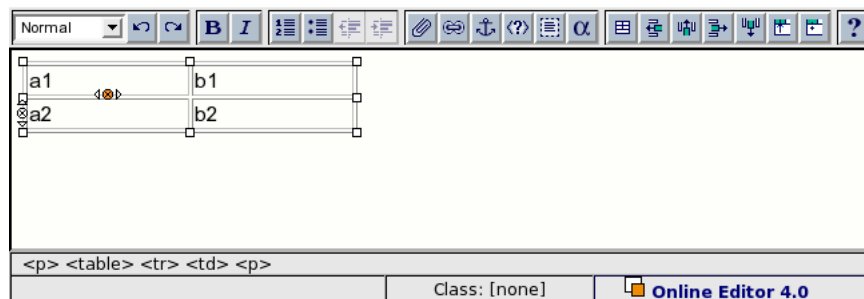 Normal B I <?> α ?
a1 b1
a2 b2
<p> <table> <tr> <td> <p>
Class: [none] Online Editor 4.0